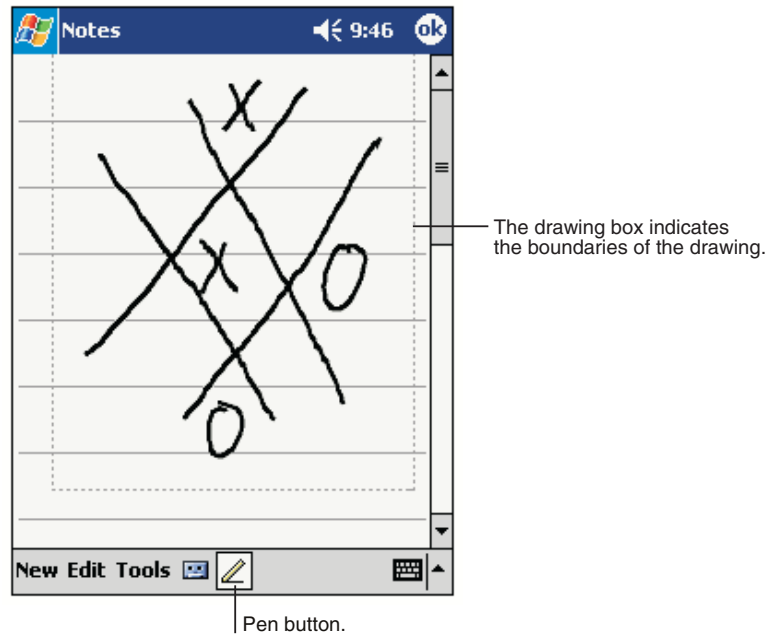 Notes 9:46 ok
X
X
O
O
The drawing box indicates
the boundaries of the drawing.
New Edit Tools
Pen button.